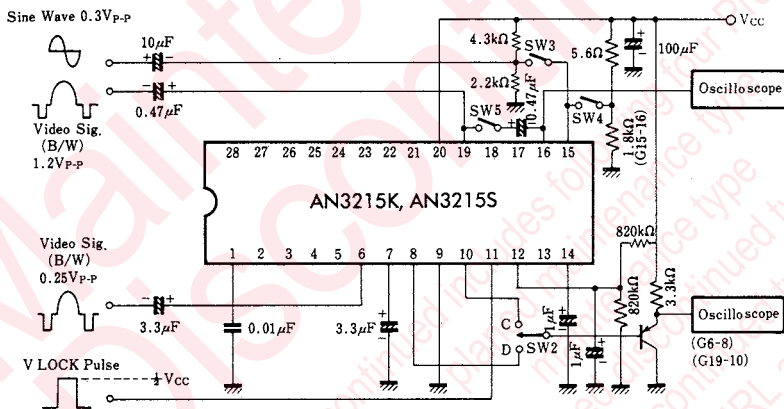 Sine Wave 0.3VP-P
10μF
+ -
- +
0.47μF
Video Sig.
(B/W)
1.2VP-P
4.3kΩ
SW3
2.2kΩ
SW5
0.47μF
- +
5.6Ω
+
-
100μF
VCC
Oscilloscope
SW4
1.8kΩ
(G15-16)
28 27 26 25 24 23 22 21 20 19 18 17 16 15
AN3215K, AN3215S
1 2 3 4 5 6 7 8 9 10 11 12 13 14
Video Sig.
(B/W)
0.25VP-P
- +
3.3μF
0.01μF
3.3μF
+
-
C
D
SW2
1μF
+
1μF
+
820kΩ
820kΩ
3.3kΩ
Oscilloscope
(G6-8)
(G19-10)
V LOCK Pulse
½ VCC